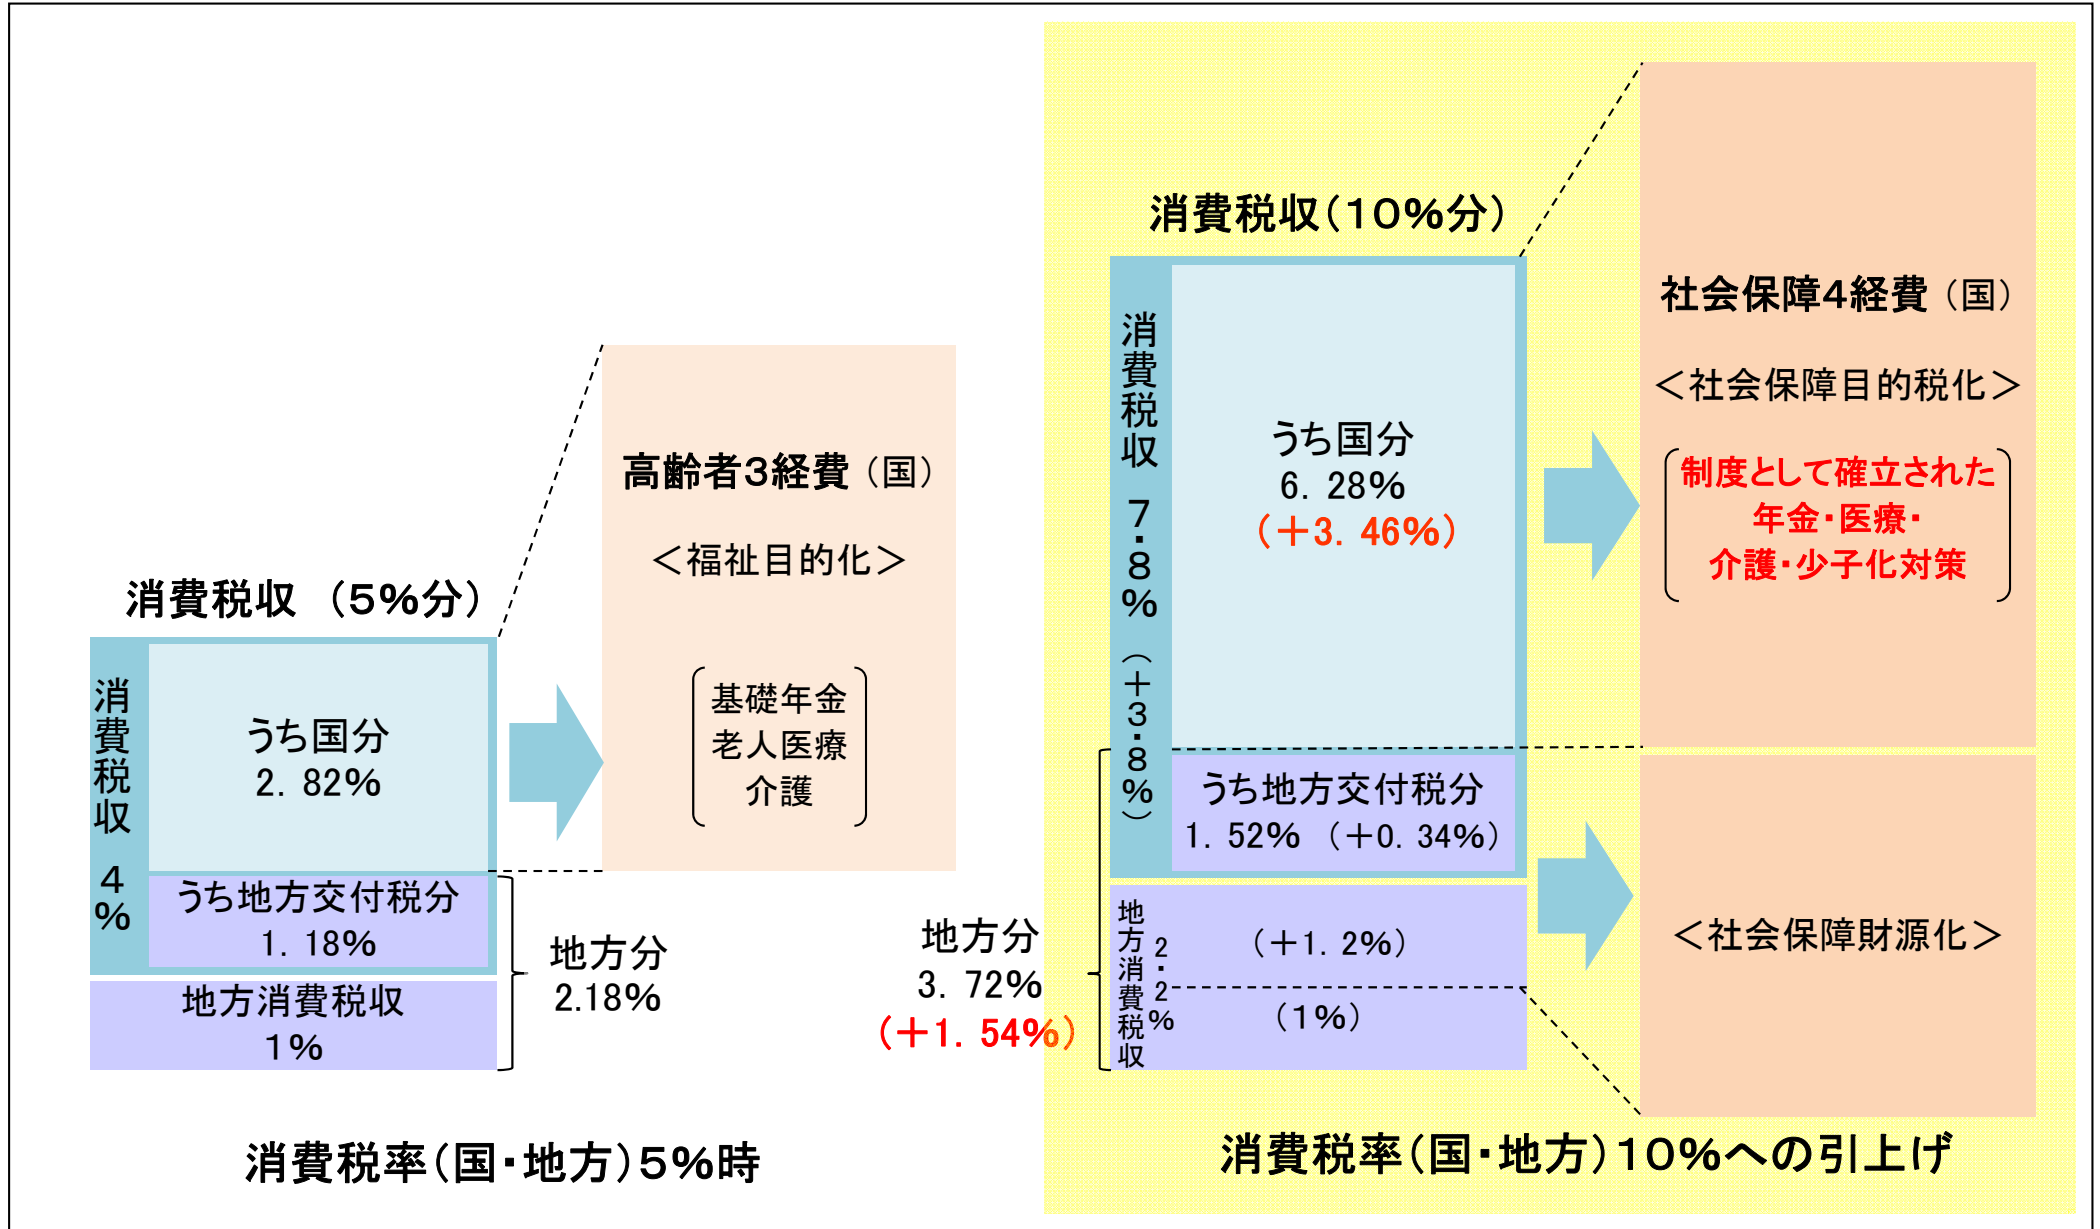 消費税収 （5％分）
消費税収 4％
うち国分
2．82％
うち地方交付税分
1．18％
地方消費税収
1％
地方分
2.18％
高齢者3経費（国）
＜福祉目的化＞
基礎年金
老人医療
介護
消費税率（国・地方）5％時
消費税収（10％分）
消費税収 7・8％（＋3・8％）
うち国分
6．28％
（＋3．46％）
うち地方交付税分
1．52％（＋0．34％）
地方消費税収
2・2％
（＋1．2％）
（1％）
地方分
3．72％
（＋1．54％）
社会保障4経費（国）
＜社会保障目的税化＞
制度として確立された
年金・医療・
介護・少子化対策
＜社会保障財源化＞
消費税率（国・地方）10％への引上げ